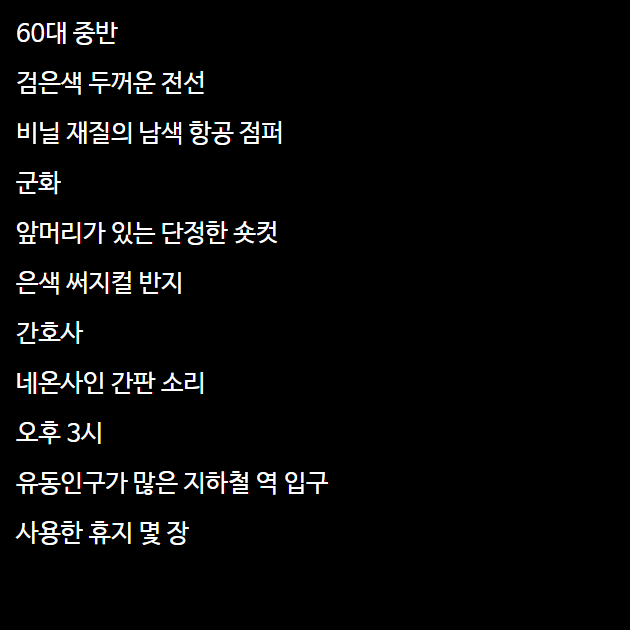 60대 중반
검은색 두꺼운 전선
비닐 재질의 남색 항공 점퍼
군화
앞머리가 있는 단정한 숏컷
은색 써지컬 반지
간호사
네온사인 간판 소리
오후 3시
유동인구가 많은 지하철 역 입구
사용한 휴지 몇 장